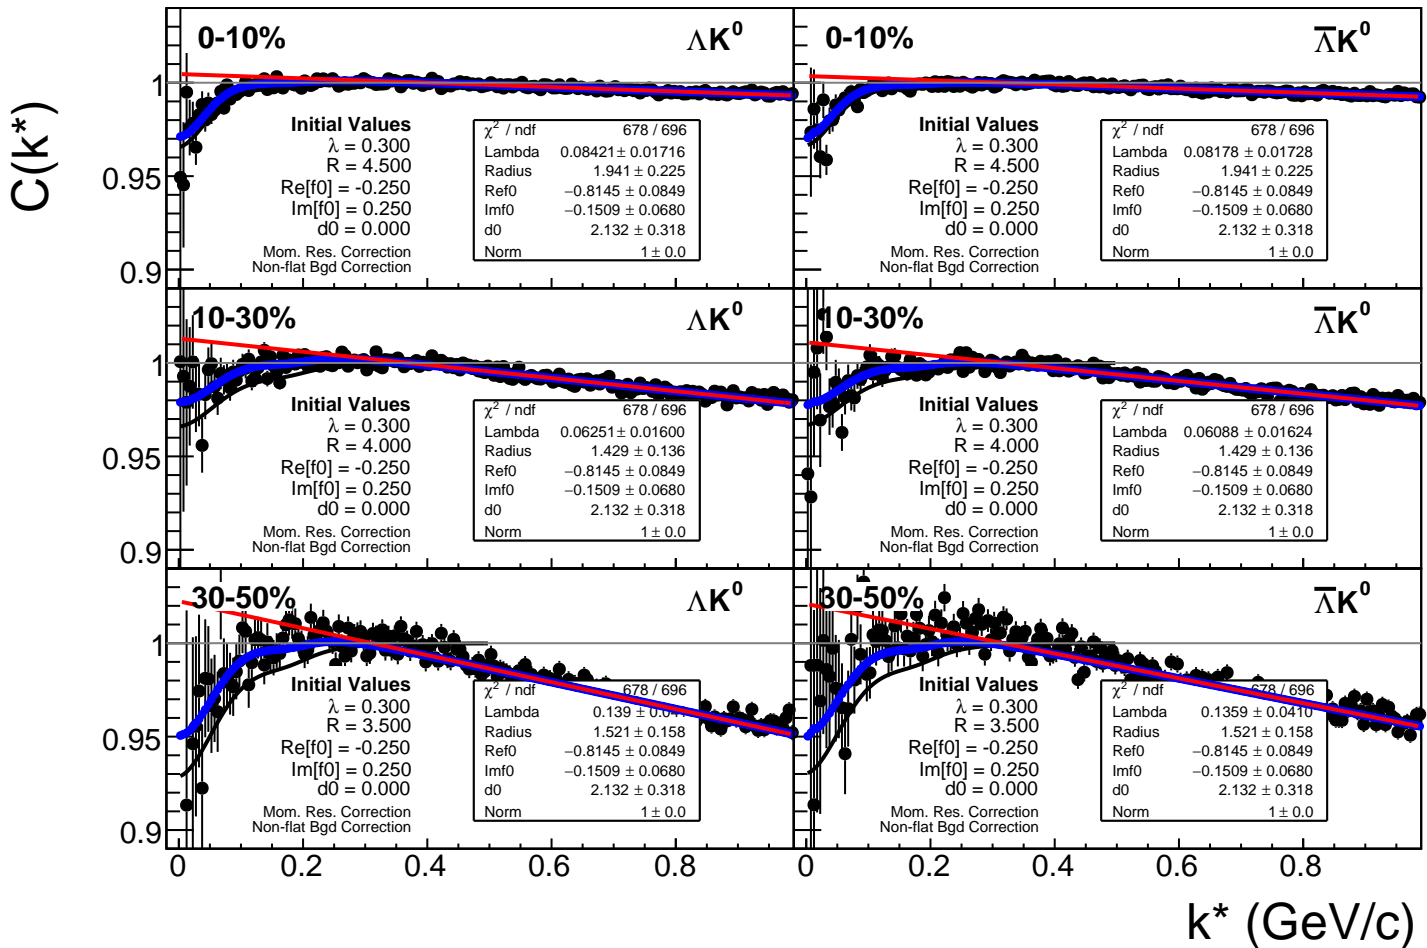 C(k*)
0-10%
ΛK⁰
1
0.95
0.9
Initial Values
λ = 0.300
R = 4.500
Re[f0] = -0.250
Im[f0] = 0.250
d0 = 0.000
Mom. Res. Correction
Non-flat Bgd Correction
χ² / ndf 678 / 696
Lambda 0.08421 ± 0.01716
Radius 1.941 ± 0.225
Ref0 −0.8145 ± 0.0849
Imf0 −0.1509 ± 0.0680
d0 2.132 ± 0.318
Norm 1 ± 0.0
0-10%
Λ̅K⁰
Initial Values
λ = 0.300
R = 4.500
Re[f0] = -0.250
Im[f0] = 0.250
d0 = 0.000
Mom. Res. Correction
Non-flat Bgd Correction
χ² / ndf 678 / 696
Lambda 0.08178 ± 0.01728
Radius 1.941 ± 0.225
Ref0 −0.8145 ± 0.0849
Imf0 −0.1509 ± 0.0680
d0 2.132 ± 0.318
Norm 1 ± 0.0
10-30%
ΛK⁰
1
0.95
0.9
Initial Values
λ = 0.300
R = 4.000
Re[f0] = -0.250
Im[f0] = 0.250
d0 = 0.000
Mom. Res. Correction
Non-flat Bgd Correction
χ² / ndf 678 / 696
Lambda 0.06251 ± 0.01600
Radius 1.429 ± 0.136
Ref0 −0.8145 ± 0.0849
Imf0 −0.1509 ± 0.0680
d0 2.132 ± 0.318
Norm 1 ± 0.0
10-30%
Λ̅K⁰
Initial Values
λ = 0.300
R = 4.000
Re[f0] = -0.250
Im[f0] = 0.250
d0 = 0.000
Mom. Res. Correction
Non-flat Bgd Correction
χ² / ndf 678 / 696
Lambda 0.06088 ± 0.01624
Radius 1.429 ± 0.136
Ref0 −0.8145 ± 0.0849
Imf0 −0.1509 ± 0.0680
d0 2.132 ± 0.318
Norm 1 ± 0.0
30-50%
ΛK⁰
1
0.95
0.9
Initial Values
λ = 0.300
R = 3.500
Re[f0] = -0.250
Im[f0] = 0.250
d0 = 0.000
Mom. Res. Correction
Non-flat Bgd Correction
χ² / ndf 678 / 696
Lambda 0.139 ±
Radius 1.521 ± 0.158
Ref0 −0.8145 ± 0.0849
Imf0 −0.1509 ± 0.0680
d0 2.132 ± 0.318
Norm 1 ± 0.0
30-50%
Λ̅K⁰
Initial Values
λ = 0.300
R = 3.500
Re[f0] = -0.250
Im[f0] = 0.250
d0 = 0.000
Mom. Res. Correction
Non-flat Bgd Correction
χ² / ndf 678 / 696
Lambda 0.1359 ± 0.0410
Radius 1.521 ± 0.158
Ref0 −0.8145 ± 0.0849
Imf0 −0.1509 ± 0.0680
d0 2.132 ± 0.318
Norm 1 ± 0.0
0 0.2 0.4 0.6 0.8 0 0.2 0.4 0.6 0.8
k* (GeV/c)